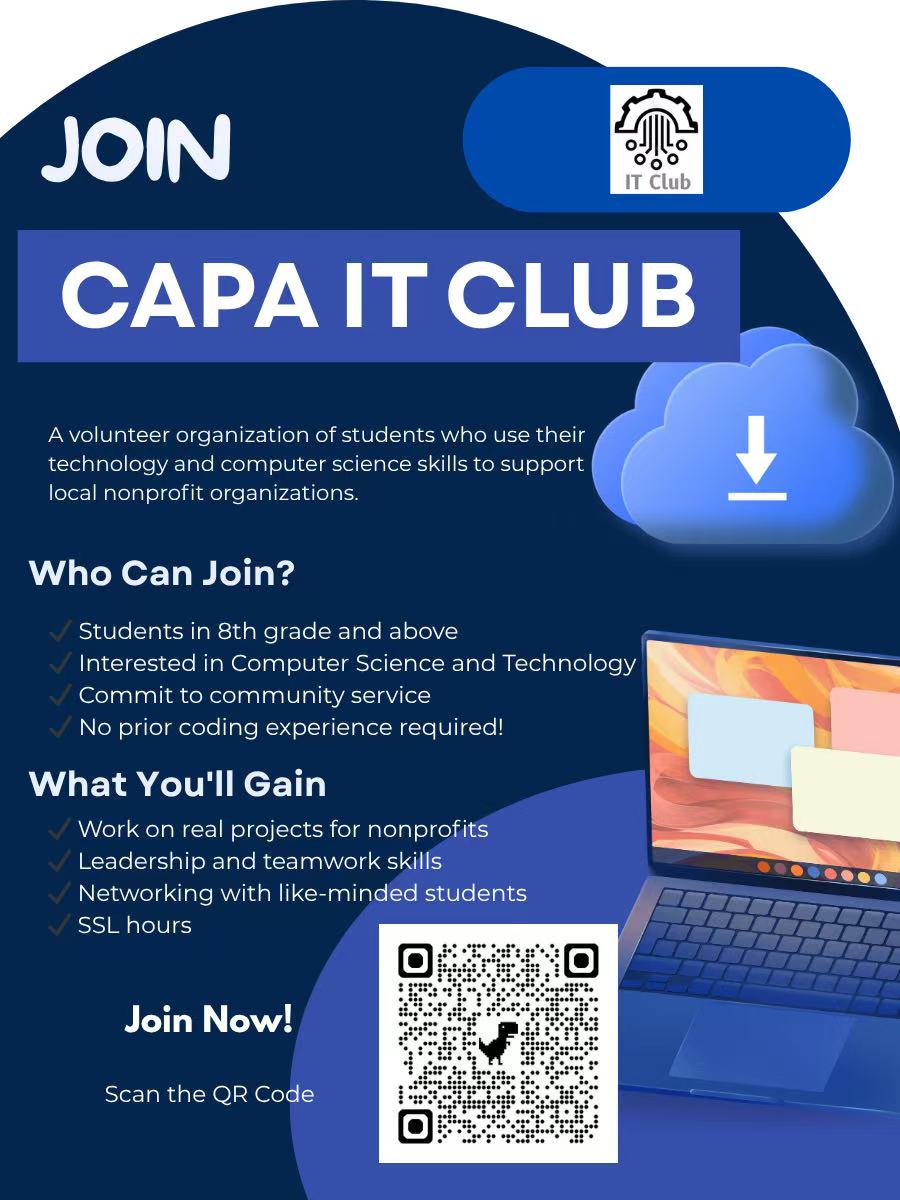 JOIN
IT Club
CAPA IT CLUB
A volunteer organization of students who use their
technology and computer science skills to support
local nonprofit organizations.
Who Can Join?
Students in 8th grade and above
Interested in Computer Science and Technology
Commit to community service
No prior coding experience required!
What You'll Gain
Work on real projects for nonprofits
Leadership and teamwork skills
Networking with like-minded students
SSL hours
Join Now!
Scan the QR Code